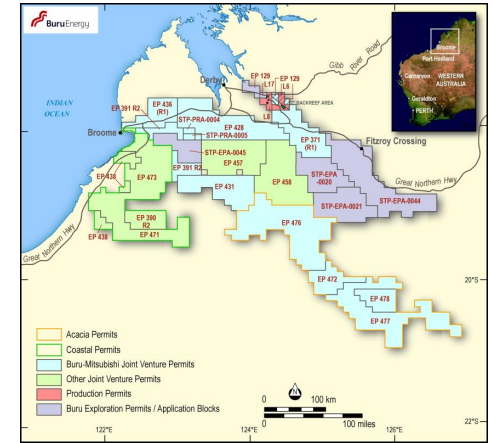 Buru Energy
Broome
Port Hedland
Carnarvon
WESTERN
AUSTRALIA
Geraldton
PERTH
INDIAN
OCEAN
Derby
Gibb River Road
EP 129
EP 129
L17
L6
L8
BACKREEF AREA
EP 391 R2
EP 436
(R1)
STP-PRA-0004
EP 428
STP-PRA-0005
Broome
EP 371
(R1)
Fitzroy Crossing
STP-EPA-0045
EP 391 R2
EP 457
EP 438
EP 473
STP-EPA
-0020
EP 431
EP 458
Great Northern Hwy
STP-EPA-0021
STP-EPA-0044
EP 390
R2
EP 476
EP 438
EP 471
Great Northern Hwy
EP 472
20°S
EP 478
EP 477
Acacia Permits
Coastal Permits
Buru-Mitsubishi Joint Venture Permits
Other Joint Venture Permits
Production Permits
Buru Exploration Permits / Application Blocks
0 100 km
0 100 miles
22°S
122°E
124°E
126°E